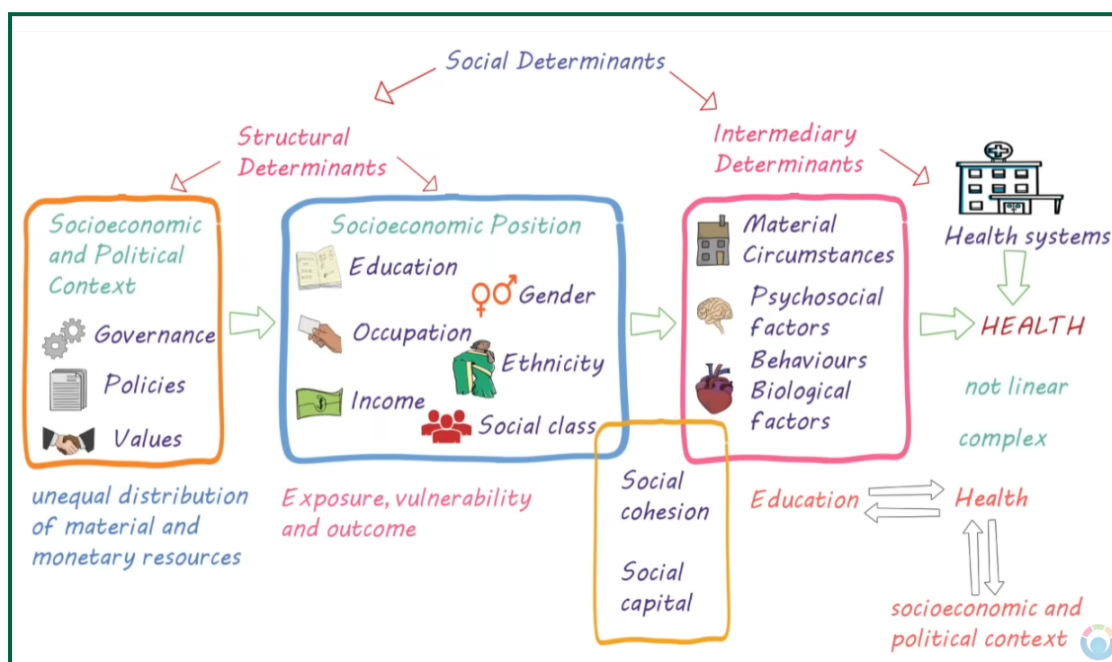 Social Determinants
Structural
Determinants
Intermediary
Determinants
Socioeconomic
and Political
Context
Governance
Policies
Values
Socioeconomic Position
Education
Gender
Occupation
Ethnicity
Income
Social class
Material
Circumstances
Psychosocial
factors
Behaviours
Biological
factors
Health systems
HEALTH
not linear
complex
unequal distribution
of material and
monetary resources
Exposure, vulnerability
and outcome
Social
cohesion
Social
capital
Education
Health
socioeconomic and
political context